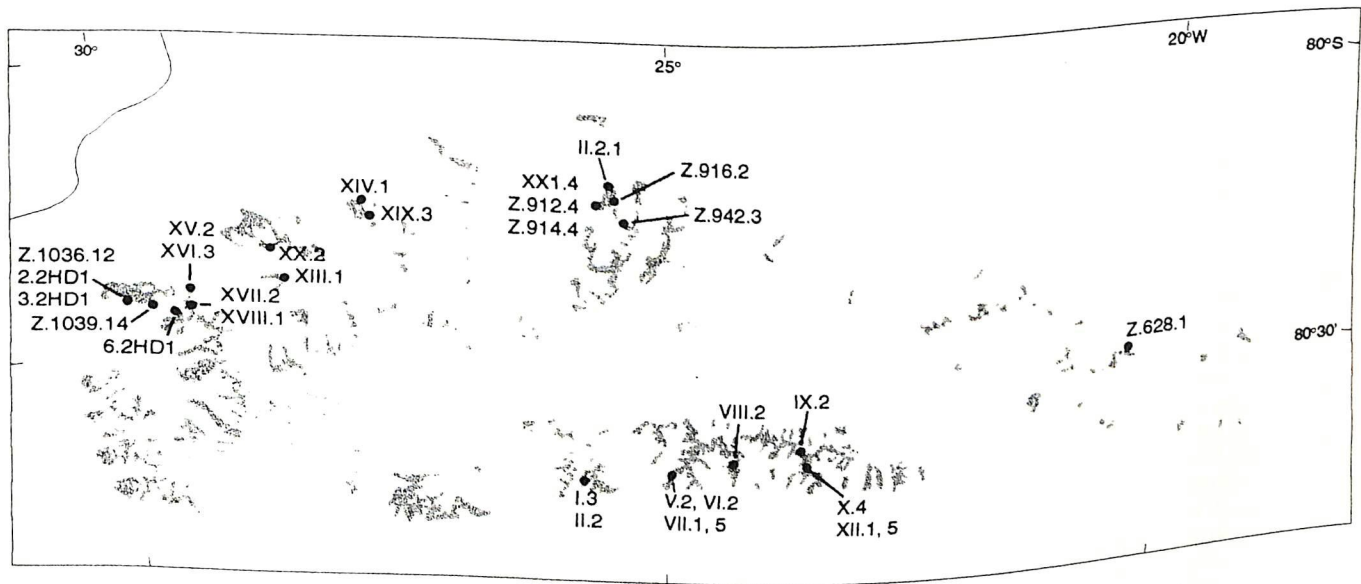 30°
25°
20°W
80°S
II.2.1
XX1.4
Z.916.2
Z.912.4
Z.914.4
Z.942.3
XIV.1
XIX.3
XV.2
XVI.3
XX.2
XIII.1
Z.1036.12
2.2HD1
3.2HD1
Z.1039.14
6.2HD1
XVII.2
XVIII.1
Z.628.1
80°30'
VIII.2
IX.2
I.3
II.2
V.2, VI.2
VII.1, 5
X.4
XII.1, 5